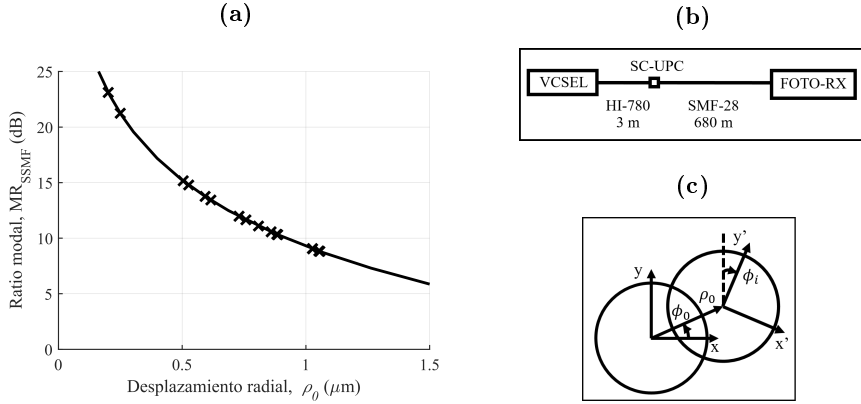 (a)
25
20
15
10
5
0
0
0.5
1
1.5
Ratio modal, MR_SSMF (dB)
Desplazamiento radial, ρ_0 (μm)
(b)
SC-UPC
VCSEL
FOTO-RX
HI-780
SMF-28
3 m
680 m
(c)
y
y'
ρ_0
ϕ_i
ϕ_0
x
x'